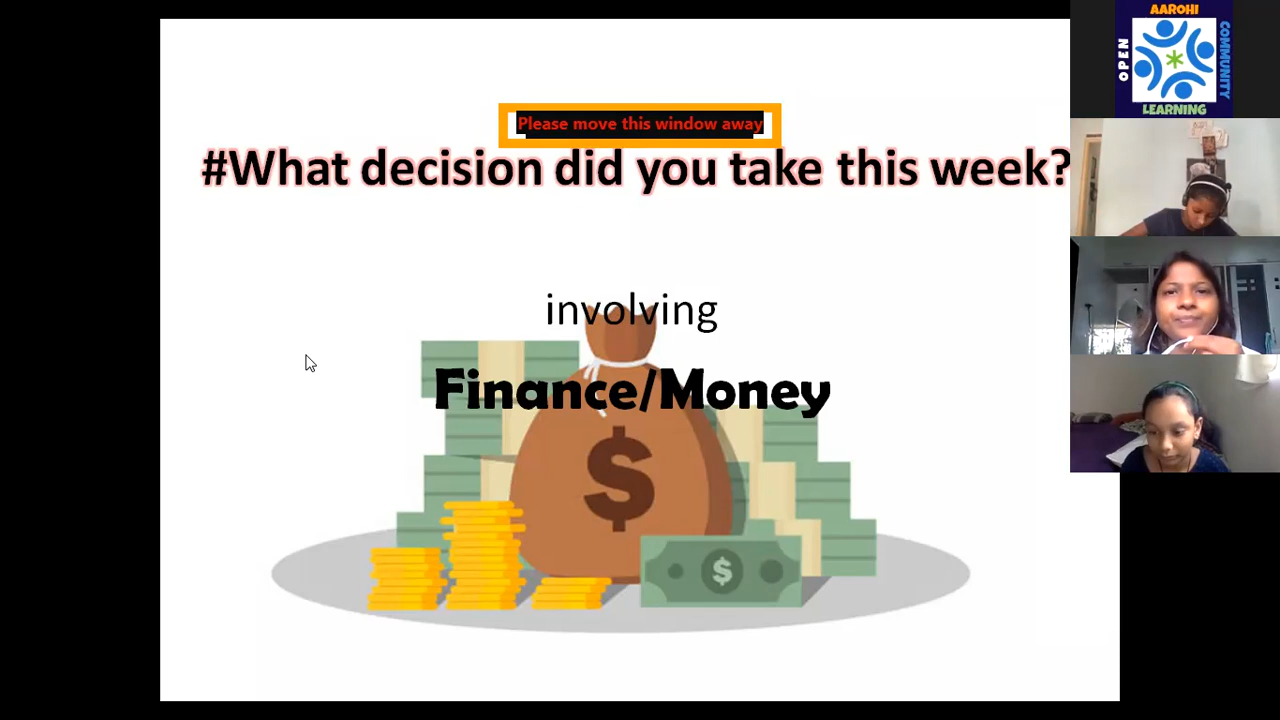 Please move this window away
#What decision did you take this week?
involving
Finance/Money
$
$
AAROHI
OPEN
COMMUNITY
LEARNING